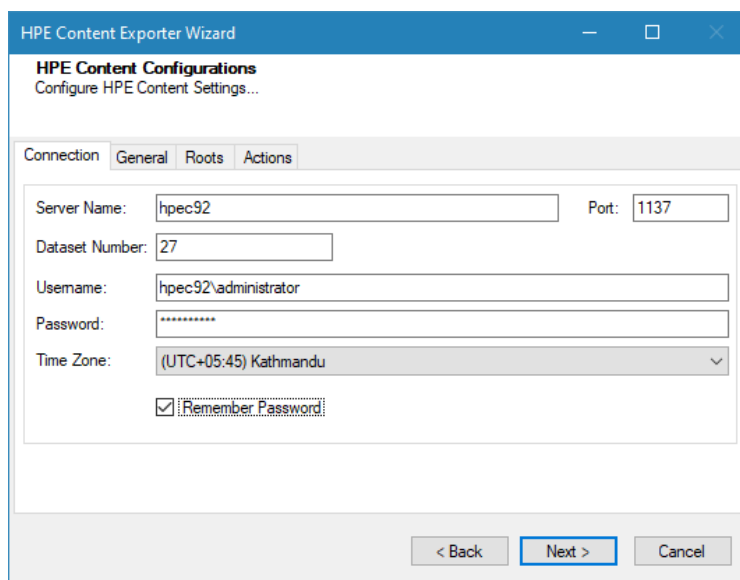 HPE Content Exporter Wizard
HPE Content Configurations
Configure HPE Content Settings...
Connection General Roots Actions
Server Name: hpec92 Port: 1137
Dataset Number: 27
Username: hpec92\administrator
Password: **********
Time Zone: (UTC+05:45) Kathmandu
Remember Password
< Back Next > Cancel